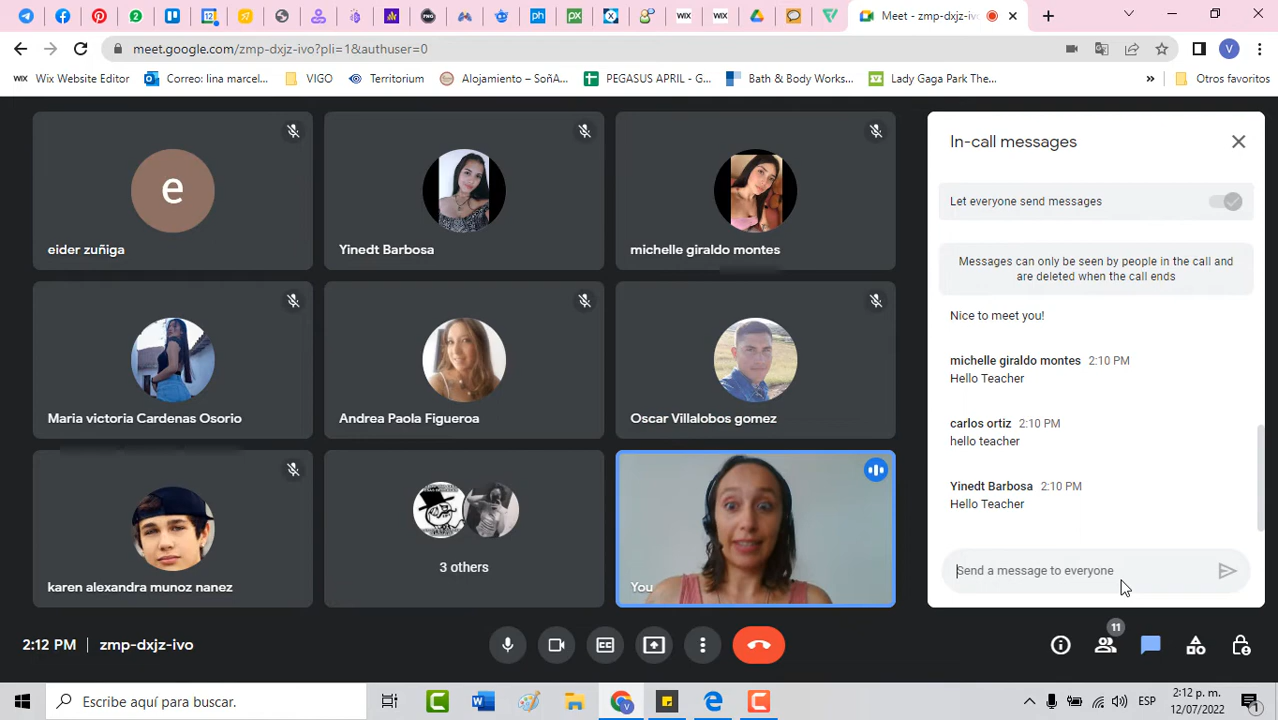 Meet - zmp-dxjz-ivo
meet.google.com/zmp-dxjz-ivo?pli=1&authuser=0
V
WIX Wix Website Editor
Correo: lina marcel...
VIGO
Territorium
Alojamiento — SoñA...
PEGASUS APRIL - G...
Bath & Body Works...
Lady Gaga Park The...
»
Otros favoritos
e
eider zuñiga
Yinedt Barbosa
michelle giraldo montes
Maria victoria Cardenas Osorio
Andrea Paola Figueroa
Oscar Villalobos gomez
karen alexandra munoz nanez
3 others
You
In-call messages
Let everyone send messages
Messages can only be seen by people in the call and
are deleted when the call ends
Nice to meet you!
michelle giraldo montes 2:10 PM
Hello Teacher
carlos ortiz 2:10 PM
hello teacher
Yinedt Barbosa 2:10 PM
Hello Teacher
Send a message to everyone
2:12 PM | zmp-dxjz-ivo
11
Escribe aquí para buscar.
ESP
2:12 p. m.
12/07/2022